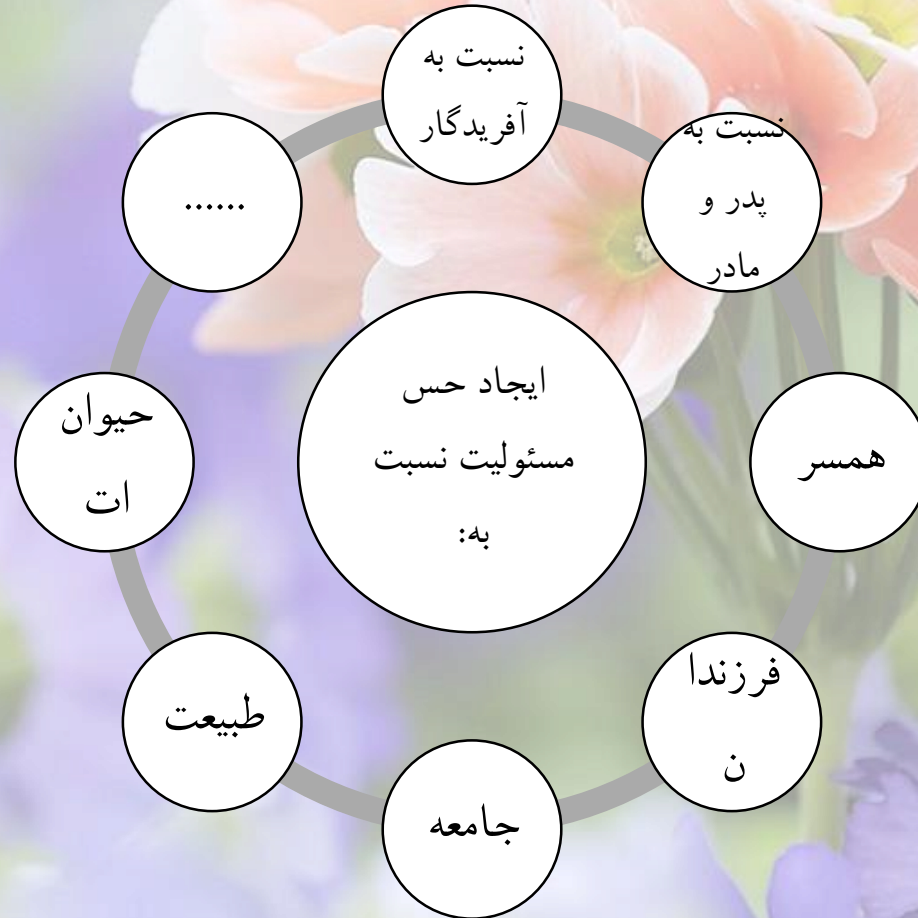 ایجاد حس
مسئولیت نسبت
به:
نسبت به
آفریدگار
نسبت به
پدر و
مادر
همسر
فرزندا
ن
جامعه
طبیعت
حیوان
ات
......